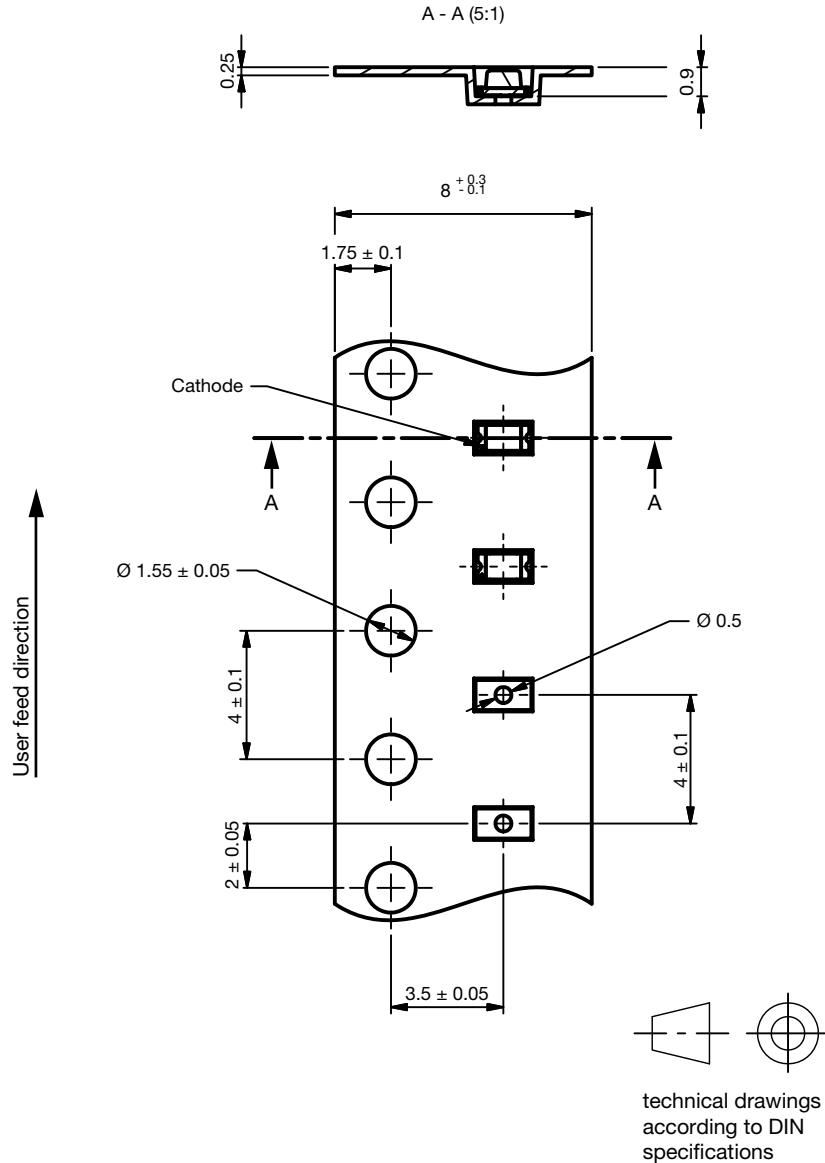 A - A (5:1)
0.25
0.9
8 + 0.3
- 0.1
1.75 ± 0.1
Cathode
A
A
Ø 1.55 ± 0.05
User feed direction
4 ± 0.1
Ø 0.5
4 ± 0.1
2 ± 0.05
3.5 ± 0.05
technical drawings
according to DIN
specifications